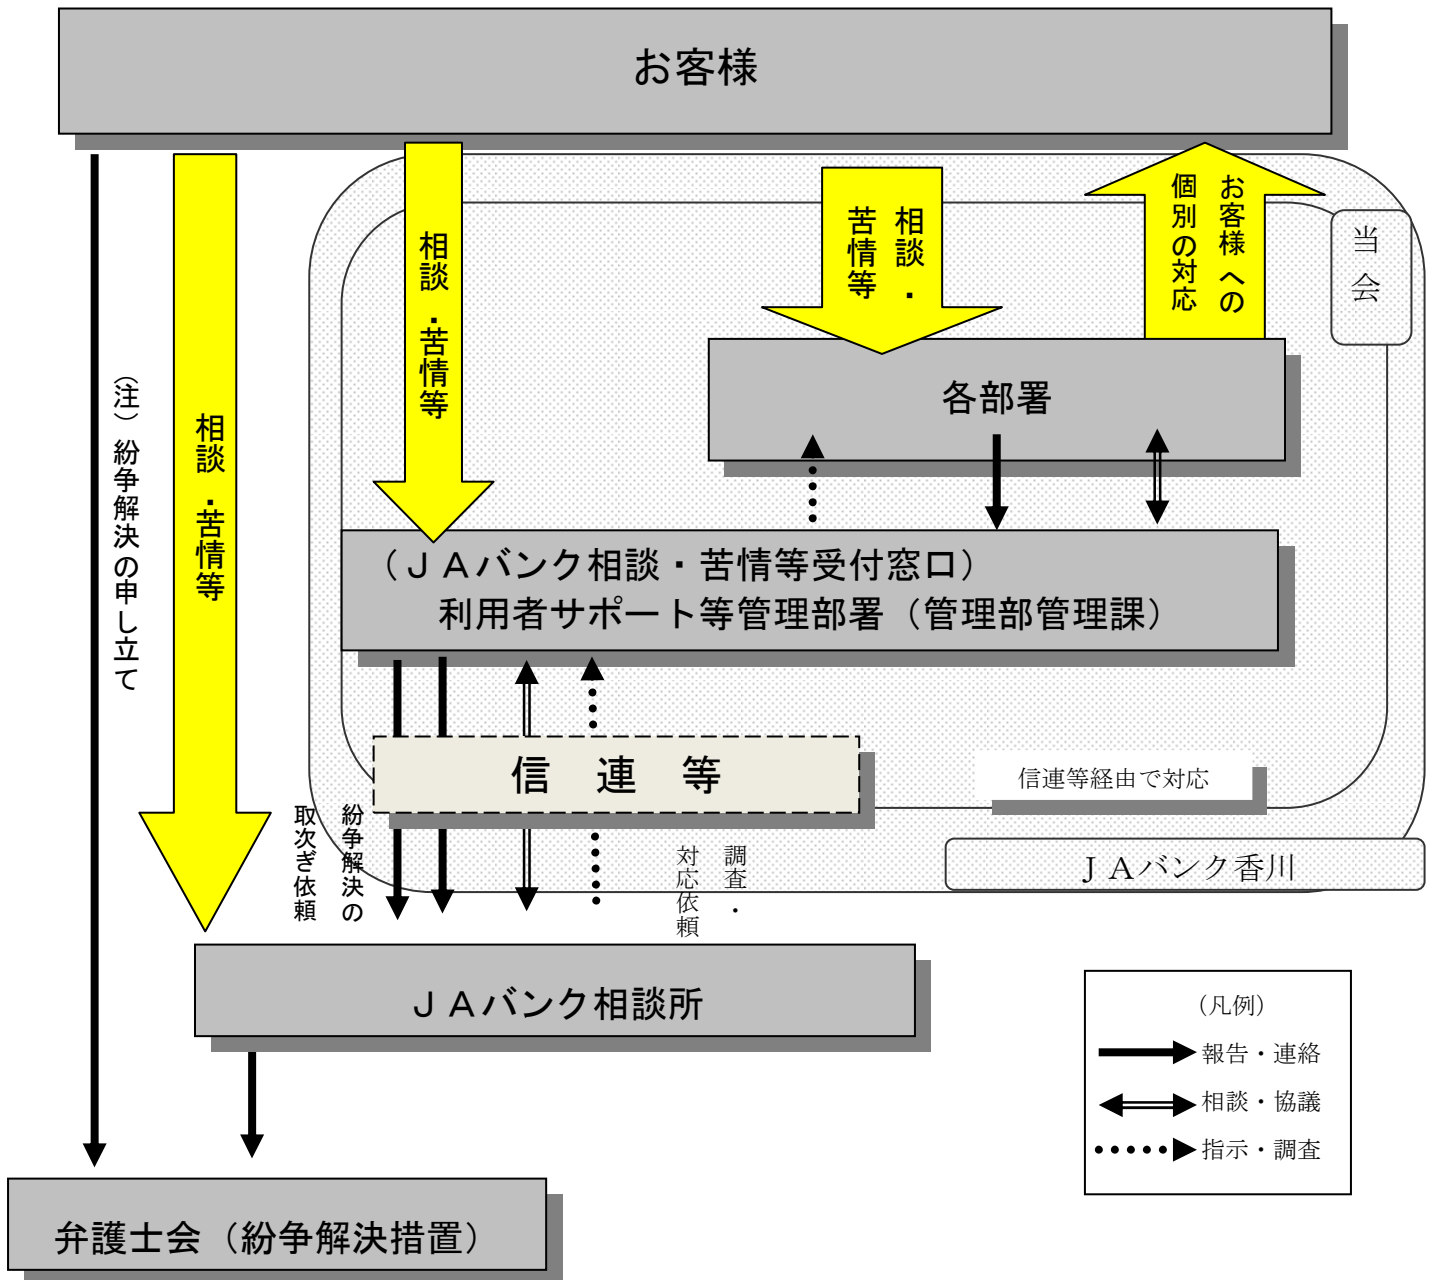 お客様
相談・苦情等
相談・
苦情等
お客様への
個別の対応
当会
各部署
(注)紛争解決の申し立て
相談・苦情等
(JAバンク相談・苦情等受付窓口)
利用者サポート等管理部署(管理部管理課)
信連等
信連等経由で対応
紛争解決の
取次ぎ依頼
調査・
対応依頼
JAバンク香川
JAバンク相談所
(凡例)
報告・連絡
相談・協議
指示・調査
弁護士会(紛争解決措置)